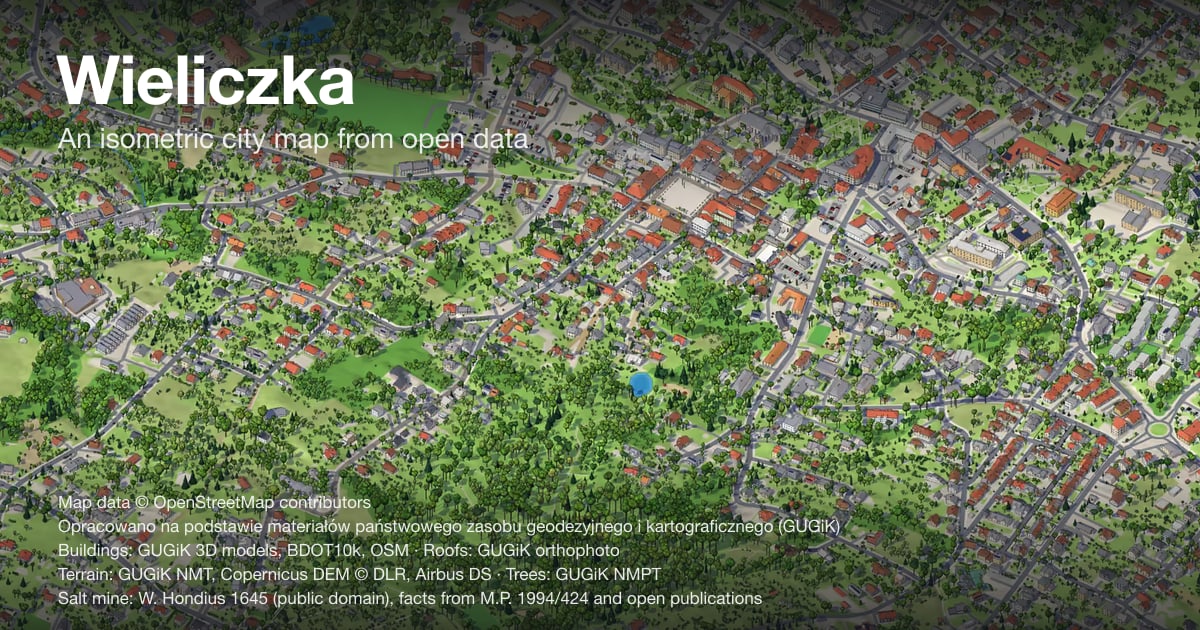 Wieliczka
An isometric city map from open data
Map data © OpenStreetMap contributors
Opracowano na podstawie materiałów państwowego zasobu geodezyjnego i kartograficznego (GUGiK)
Buildings: GUGiK 3D models, BDOT10k, OSM · Roofs: GUGiK orthophoto
Terrain: GUGiK NMT, Copernicus DEM © DLR, Airbus DS · Trees: GUGiK NMPT
Salt mine: W. Hondius 1645 (public domain), facts from M.P. 1994/424 and open publications